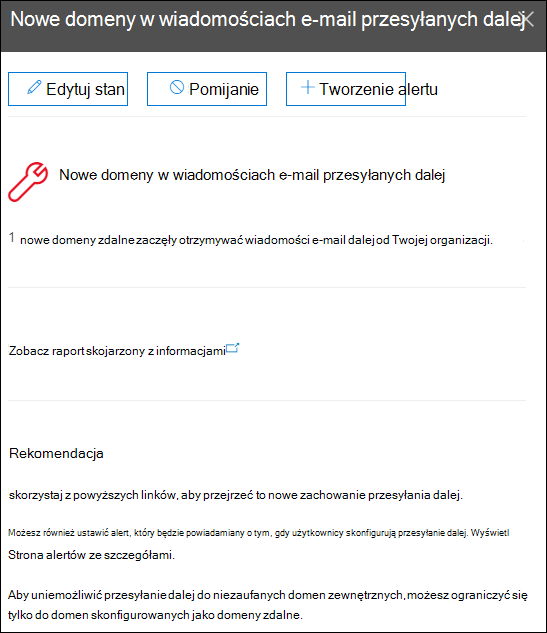 Nowe domeny w wiadomościach e-mail przesyłanych dalej
Edytuj stan Pomijanie Tworzenie alertu
Nowe domeny w wiadomościach e-mail przesyłanych dalej
1 nowe domeny zdalne zaczęły otrzymywać wiadomości e-mail dalej od Twojej organizacji.
Zobacz raport skojarzony z informacjami
Rekomendacja
skorzystaj z powyższych linków, aby przejrzeć to nowe zachowanie przesyłania dalej.
Możesz również ustawić alert, który będzie powiadamiany o tym, gdy użytkownicy skonfigurują przesyłanie dalej. Wyświetl
Strona alertów ze szczegółami.
Aby uniemożliwić przesyłanie dalej do niezaufanych domen zewnętrznych, możesz ograniczyć się
tylko do domen skonfigurowanych jako domeny zdalne.